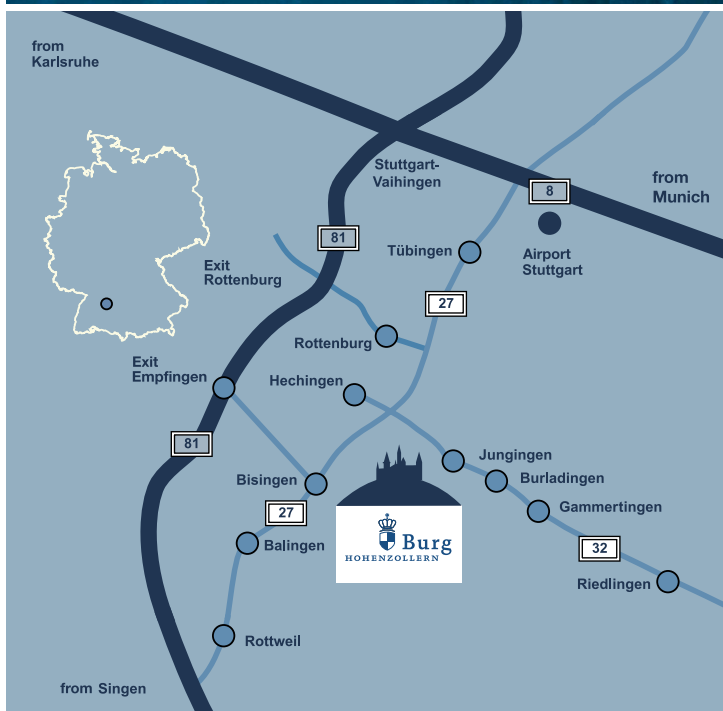 from
Karlsruhe
Stuttgart-
Vaihingen
from
Munich
8
81
Tübingen
Airport
Stuttgart
Exit
Rottenburg
27
Rottenburg
Exit
Empfingen
Hechingen
81
Jungingen
Bisingen
Burladingen
Gammertingen
27
Balingen
Burg
HOHENZOLLERN
32
Riedlingen
Rottweil
from Singen